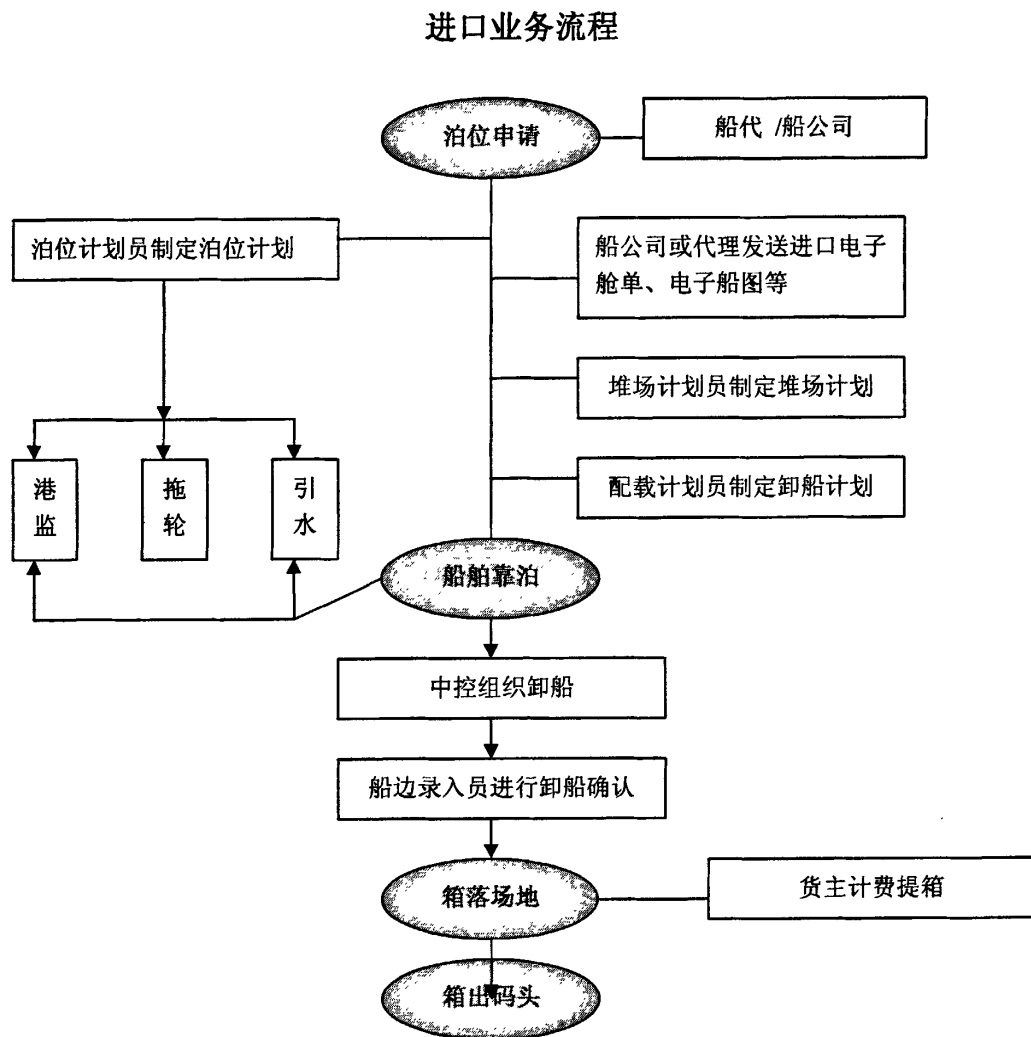 进口业务流程
泊位申请
船代 /船公司
泊位计划员制定泊位计划
船公司或代理发送进口电子
舱单、电子船图等
堆场计划员制定堆场计划
配载计划员制定卸船计划
港
监
拖
轮
引
水
船舶靠泊
中控组织卸船
船边录入员进行卸船确认
箱落场地
货主计费提箱
箱出码头